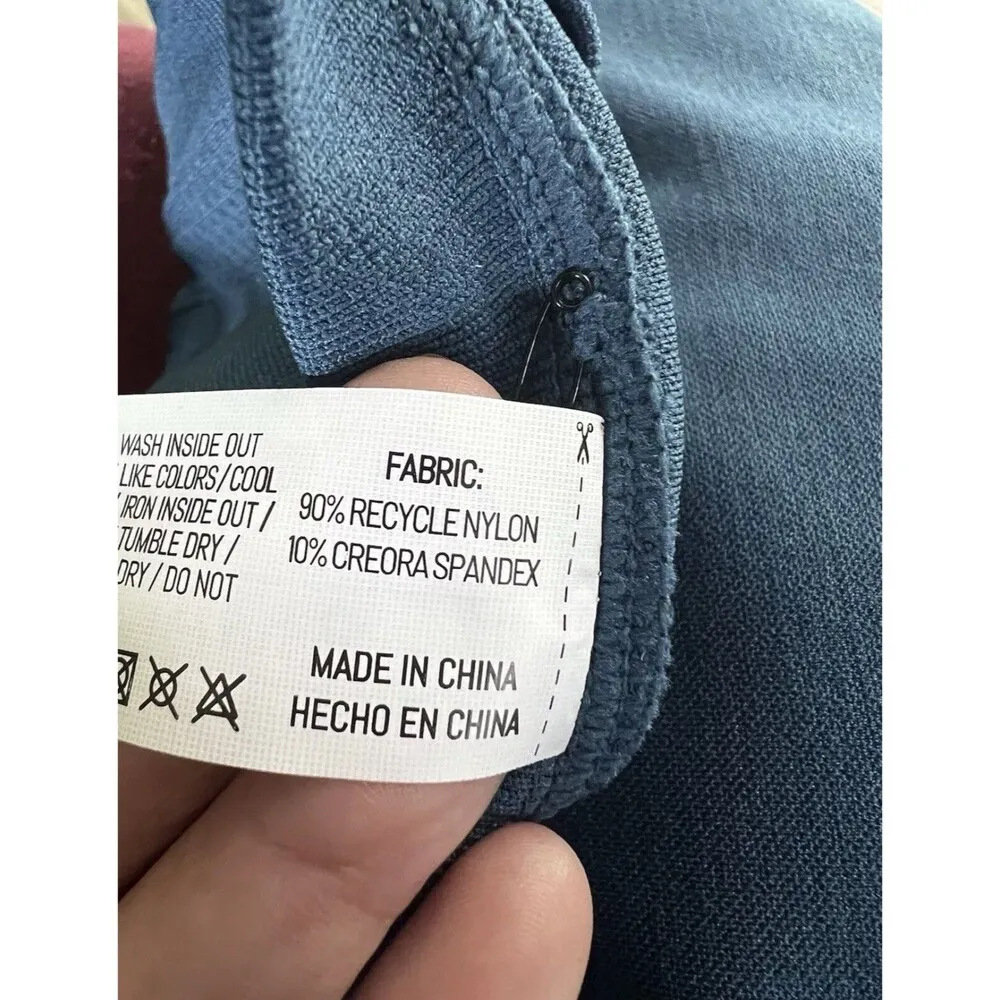 WASH INSIDE OUT
LIKE COLORS/COOL
/ IRON INSIDE OUT /
TUMBLE DRY /
DRY / DO NOT
FABRIC:
90% RECYCLE NYLON
10% CREORA SPANDEX
MADE IN CHINA
HECHO EN CHINA